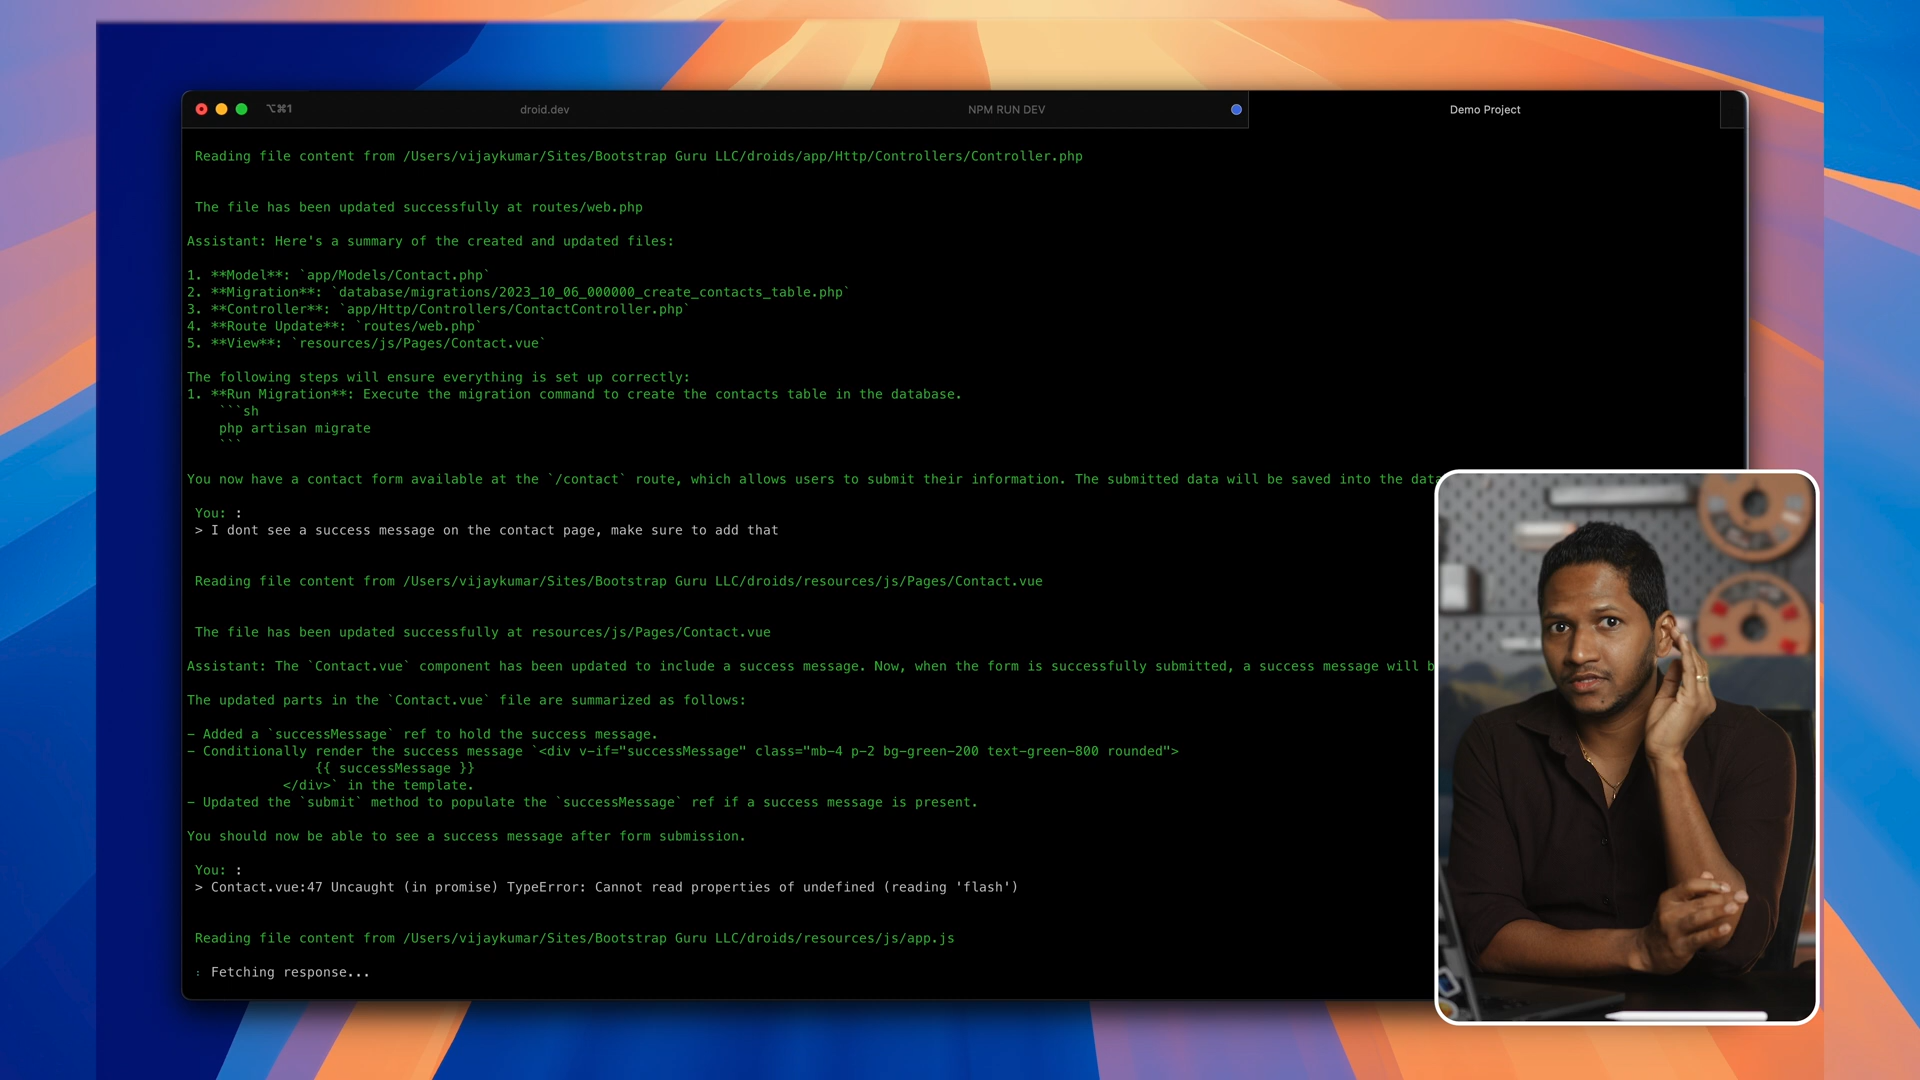 ⌥⌘1
droid.dev
NPM RUN DEV
Demo Project
Reading file content from /Users/vijaykumar/Sites/Bootstrap Guru LLC/droids/app/Http/Controllers/Controller.php
The file has been updated successfully at routes/web.php
Assistant: Here's a summary of the created and updated files:
1. **Model**: `app/Models/Contact.php`
2. **Migration**: `database/migrations/2023_10_06_000000_create_contacts_table.php`
3. **Controller**: `app/Http/Controllers/ContactController.php`
4. **Route Update**: `routes/web.php`
5. **View**: `resources/js/Pages/Contact.vue`
The following steps will ensure everything is set up correctly:
1. **Run Migration**: Execute the migration command to create the contacts table in the database.
```sh
php artisan migrate
```
You now have a contact form available at the `/contact` route, which allows users to submit their information. The submitted data will be saved into the data
You: :
> I dont see a success message on the contact page, make sure to add that
Reading file content from /Users/vijaykumar/Sites/Bootstrap Guru LLC/droids/resources/js/Pages/Contact.vue
The file has been updated successfully at resources/js/Pages/Contact.vue
Assistant: The `Contact.vue` component has been updated to include a success message. Now, when the form is successfully submitted, a success message will b
The updated parts in the `Contact.vue` file are summarized as follows:
- Added a `successMessage` ref to hold the success message.
- Conditionally render the success message `<div v-if="successMessage" class="mb-4 p-2 bg-green-200 text-green-800 rounded">
{{ successMessage }}
</div>` in the template.
- Updated the `submit` method to populate the `successMessage` ref if a success message is present.
You should now be able to see a success message after form submission.
You: :
> Contact.vue:47 Uncaught (in promise) TypeError: Cannot read properties of undefined (reading 'flash')
Reading file content from /Users/vijaykumar/Sites/Bootstrap Guru LLC/droids/resources/js/app.js
: Fetching response...